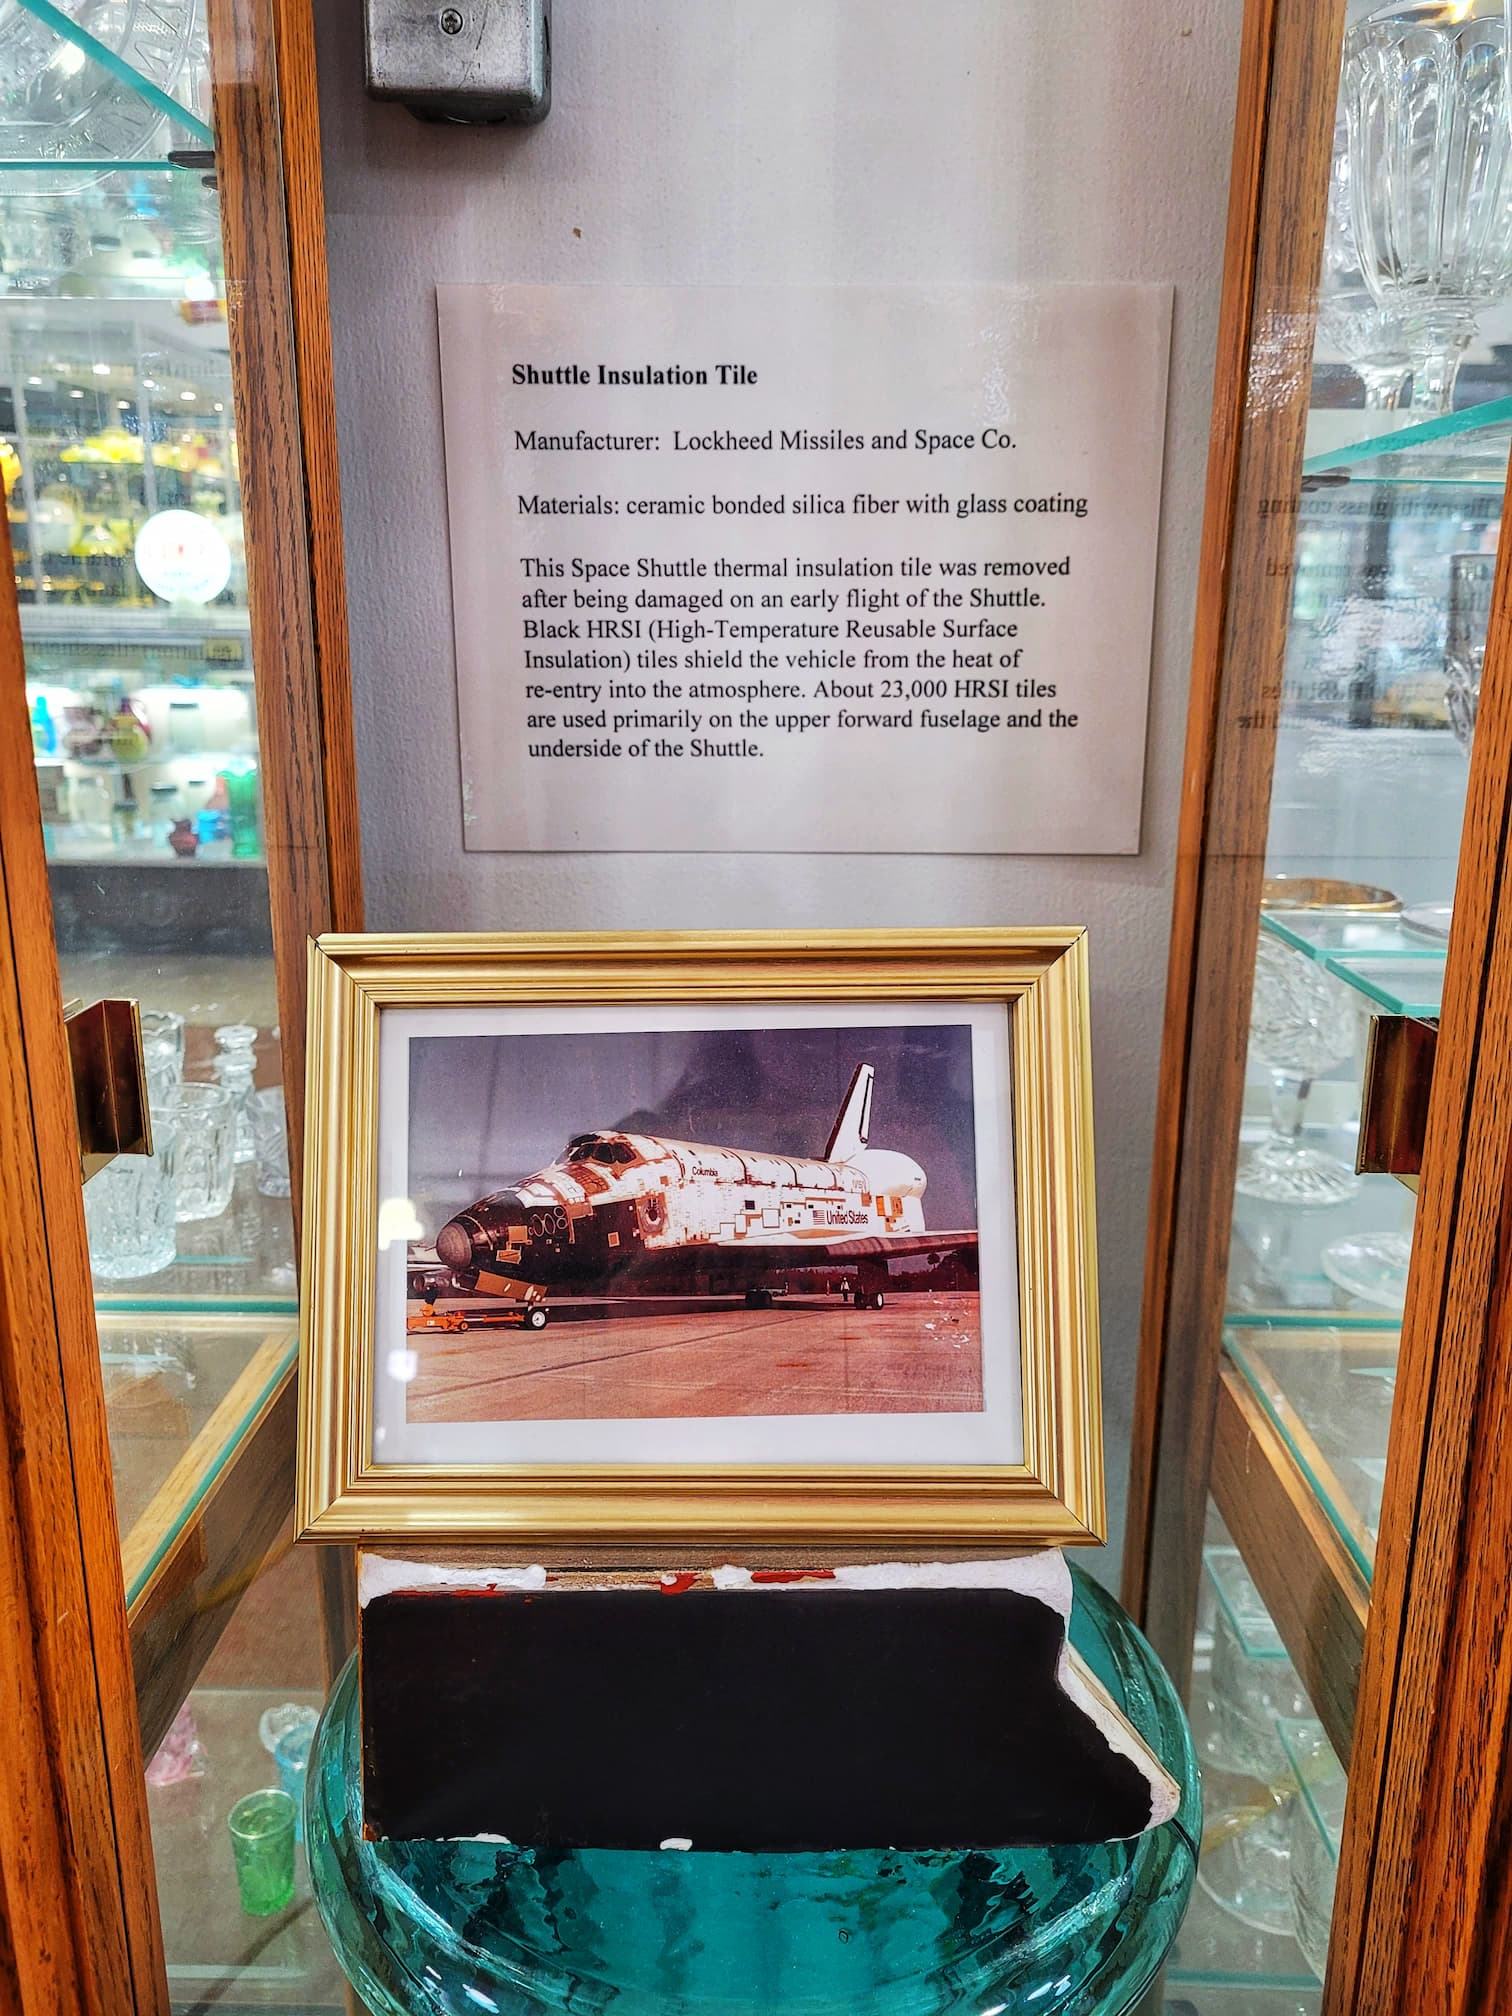 Shuttle Insulation Tile
Manufacturer: Lockheed Missiles and Space Co.
Materials: ceramic bonded silica fiber with glass coating
This Space Shuttle thermal insulation tile was removed
after being damaged on an early flight of the Shuttle.
Black HRSI (High-Temperature Reusable Surface
Insulation) tiles shield the vehicle from the heat of
re-entry into the atmosphere. About 23,000 HRSI tiles
are used primarily on the upper forward fuselage and the
underside of the Shuttle.
Columbia
United States